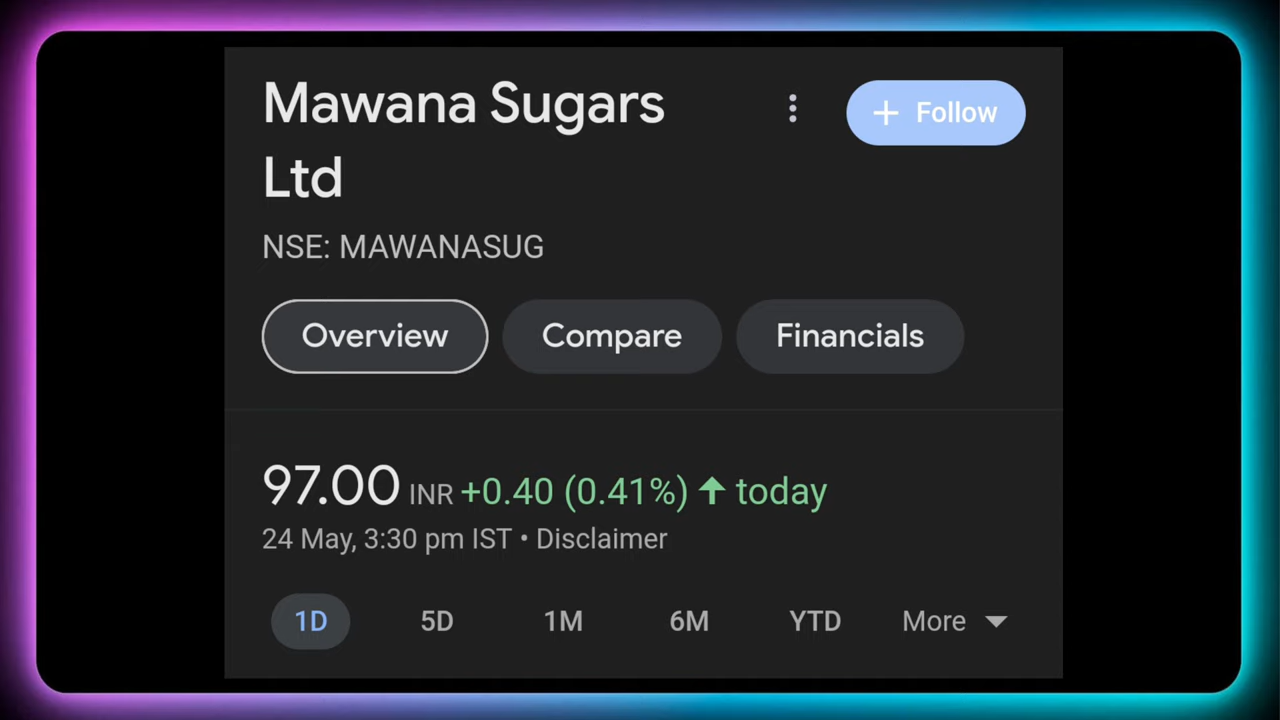 Mawana Sugars
Ltd
+ Follow
NSE: MAWANASUG
Overview Compare Financials
97.00 INR +0.40 (0.41%) ↑ today
24 May, 3:30 pm IST • Disclaimer
1D 5D 1M 6M YTD More